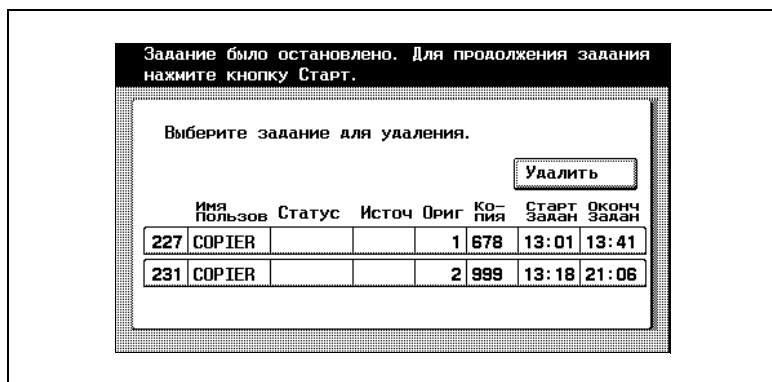 Задание было остановлено. Для продолжения задания
нажмите кнопку Старт.
Выберите задание для удаления.
Удалить
Имя Пользов Статус Источ Ориг Ко-пия Старт Задан Оконч Задан
227 COPIER 1 678 13:01 13:41
231 COPIER 2 999 13:18 21:06